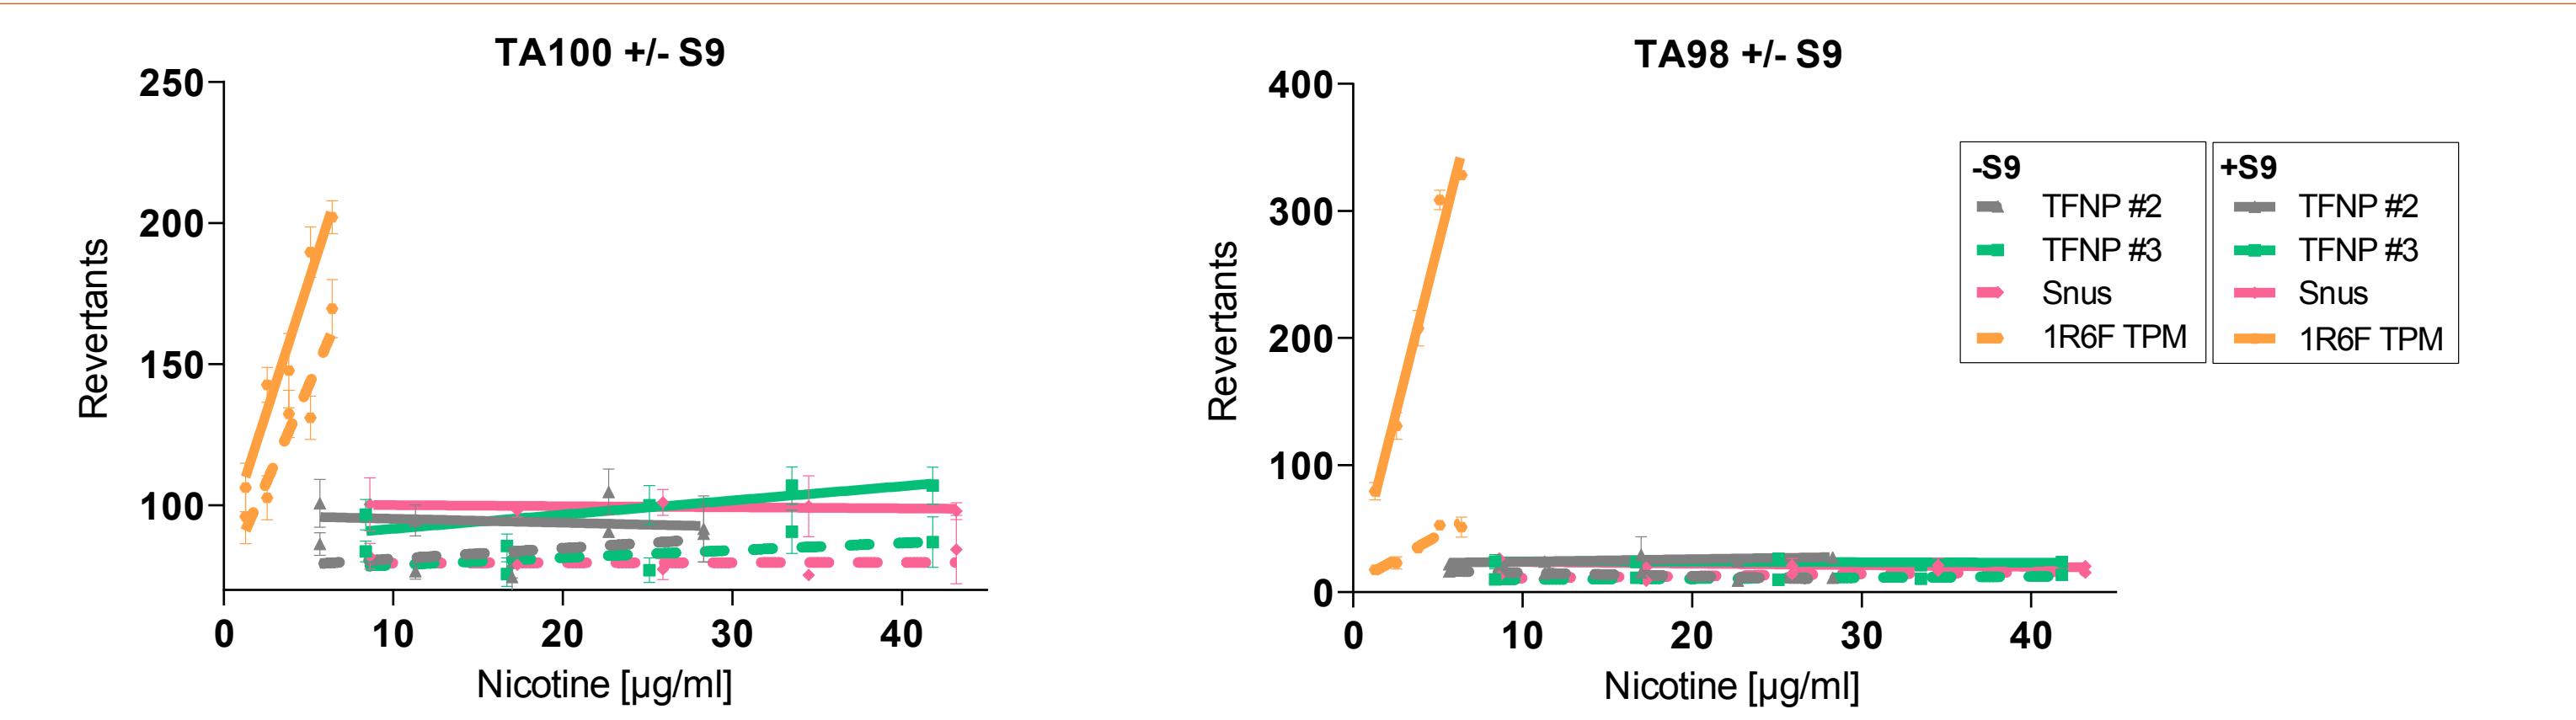 TA100 +/- S9
250
200
150
100
Revertants
0 10 20 30 40
Nicotine [µg/ml]
TA98 +/- S9
400
300
200
100
0
Revertants
0 10 20 30 40
Nicotine [µg/ml]
-S9
TFNP #2
TFNP #3
Snus
1R6F TPM
+S9
TFNP #2
TFNP #3
Snus
1R6F TPM